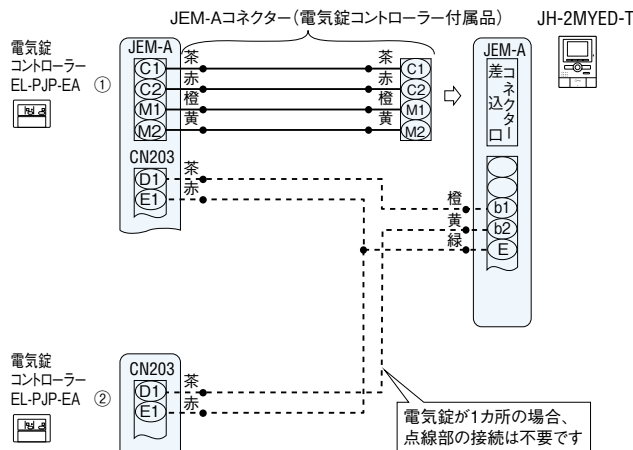 JEM-Aコネクター（電気錠コントローラー付属品）
JH-2MYED-T
電気錠
コントローラー
EL-PJP-EA ①
JEM-A
C1 茶 茶 C1
C2 赤 赤 C2
M1 橙 橙 M1
M2 黄 黄 M2
JEM-A
コネクター
差込口
CN203
D1 茶
E1 赤
橙 b1
黄 b2
緑 E
電気錠
コントローラー
EL-PJP-EA ②
CN203
D1 茶
E1 赤
電気錠が1カ所の場合、
点線部の接続は不要です